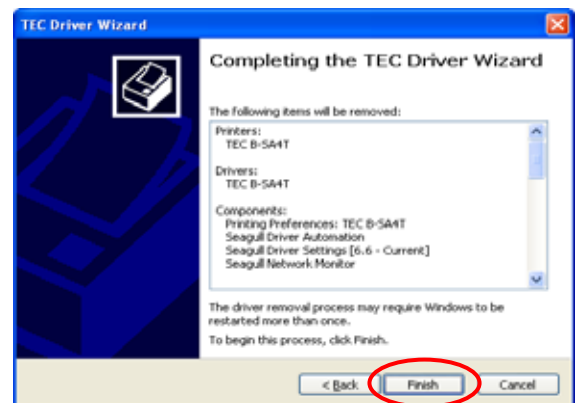 TEC Driver Wizard
Completing the TEC Driver Wizard
The following items will be removed:
Printers:
TEC B-SA4T
Drivers:
TEC B-SA4T
Components:
Printing Preferences: TEC B-SA4T
Seagull Driver Automation
Seagull Driver Settings [6.6 - Current]
Seagull Network Monitor
The driver removal process may require Windows to be
restarted more than once.
To begin this process, click Finish.
< Back Finish Cancel